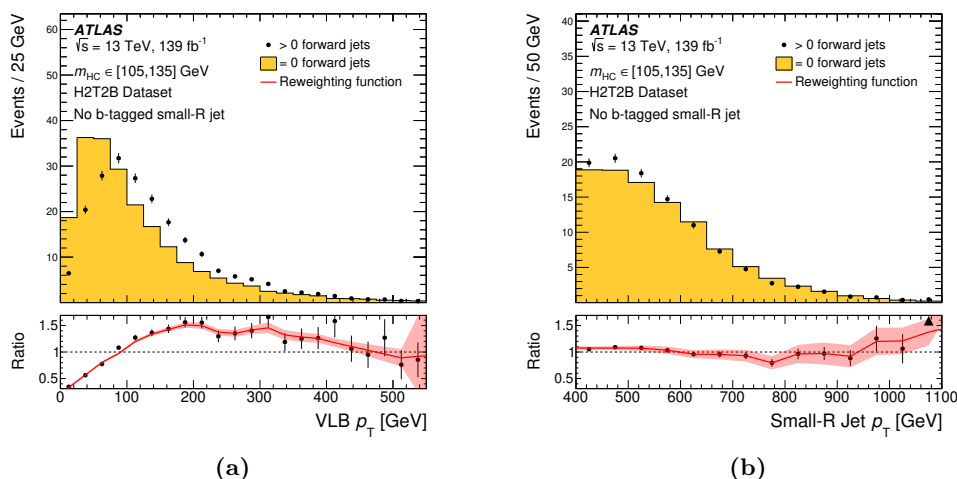 ATLAS
√s = 13 TeV, 139 fb⁻¹
m_HC ∈ [105,135] GeV
H2T2B Dataset
No b-tagged small-R jet
> 0 forward jets
= 0 forward jets
Reweighting function
Events / 25 GeV
60
50
40
30
20
10
Ratio
1.5
1
0.5
0 100 200 300 400 500
VLB p_T [GeV]
(a)
ATLAS
√s = 13 TeV, 139 fb⁻¹
m_HC ∈ [105,135] GeV
H2T2B Dataset
No b-tagged small-R jet
> 0 forward jets
= 0 forward jets
Reweighting function
Events / 50 GeV
40
35
30
25
20
15
10
5
Ratio
1.5
1
0.5
400 500 600 700 800 900 1000 1100
Small-R Jet p_T [GeV]
(b)